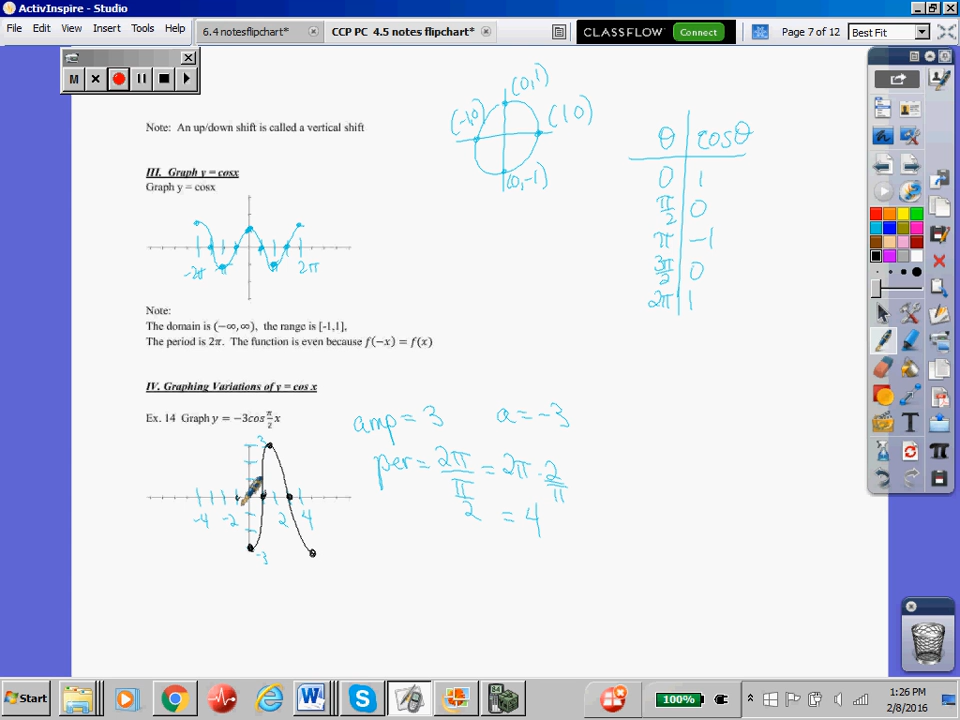 ActivInspire - Studio
File Edit View Insert Tools Help
6.4 notesflipchart*
CCP PC 4.5 notes flipchart*
CLASSFLOW Connect
Page 7 of 12
Best Fit
M
Note: An up/down shift is called a vertical shift
(0,1)
(-1,0)
(1 0)
(0,-1)
θ cosθ
0 1
π/2 0
π -1
3π/2 0
2π 1
III. Graph y = cosx
Graph y = cosx
-2π 2π
Note:
The domain is (−∞,∞), the range is [-1,1],
The period is 2π. The function is even because f(−x) = f(x)
IV. Graphing Variations of y = cos x
Ex. 14 Graph y = −3cos π/2 x
amp = 3 a = -3
per = 2π/(π/2) = 2π · 2/π
= 4
3
-4 -2 2 4
-3
Start
100%
1:26 PM
2/8/2016